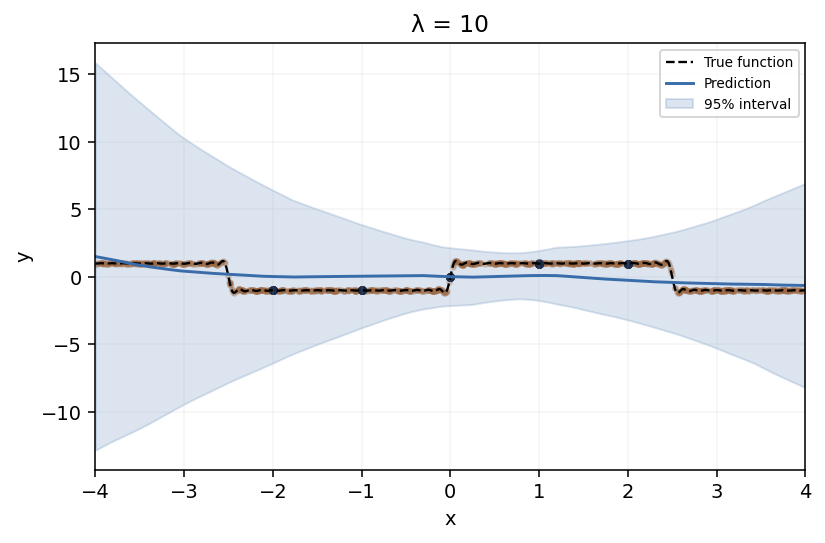 λ = 10
True function
Prediction
95% interval
y
15
10
5
0
−5
−10
−4 −3 −2 −1 0 1 2 3 4
x